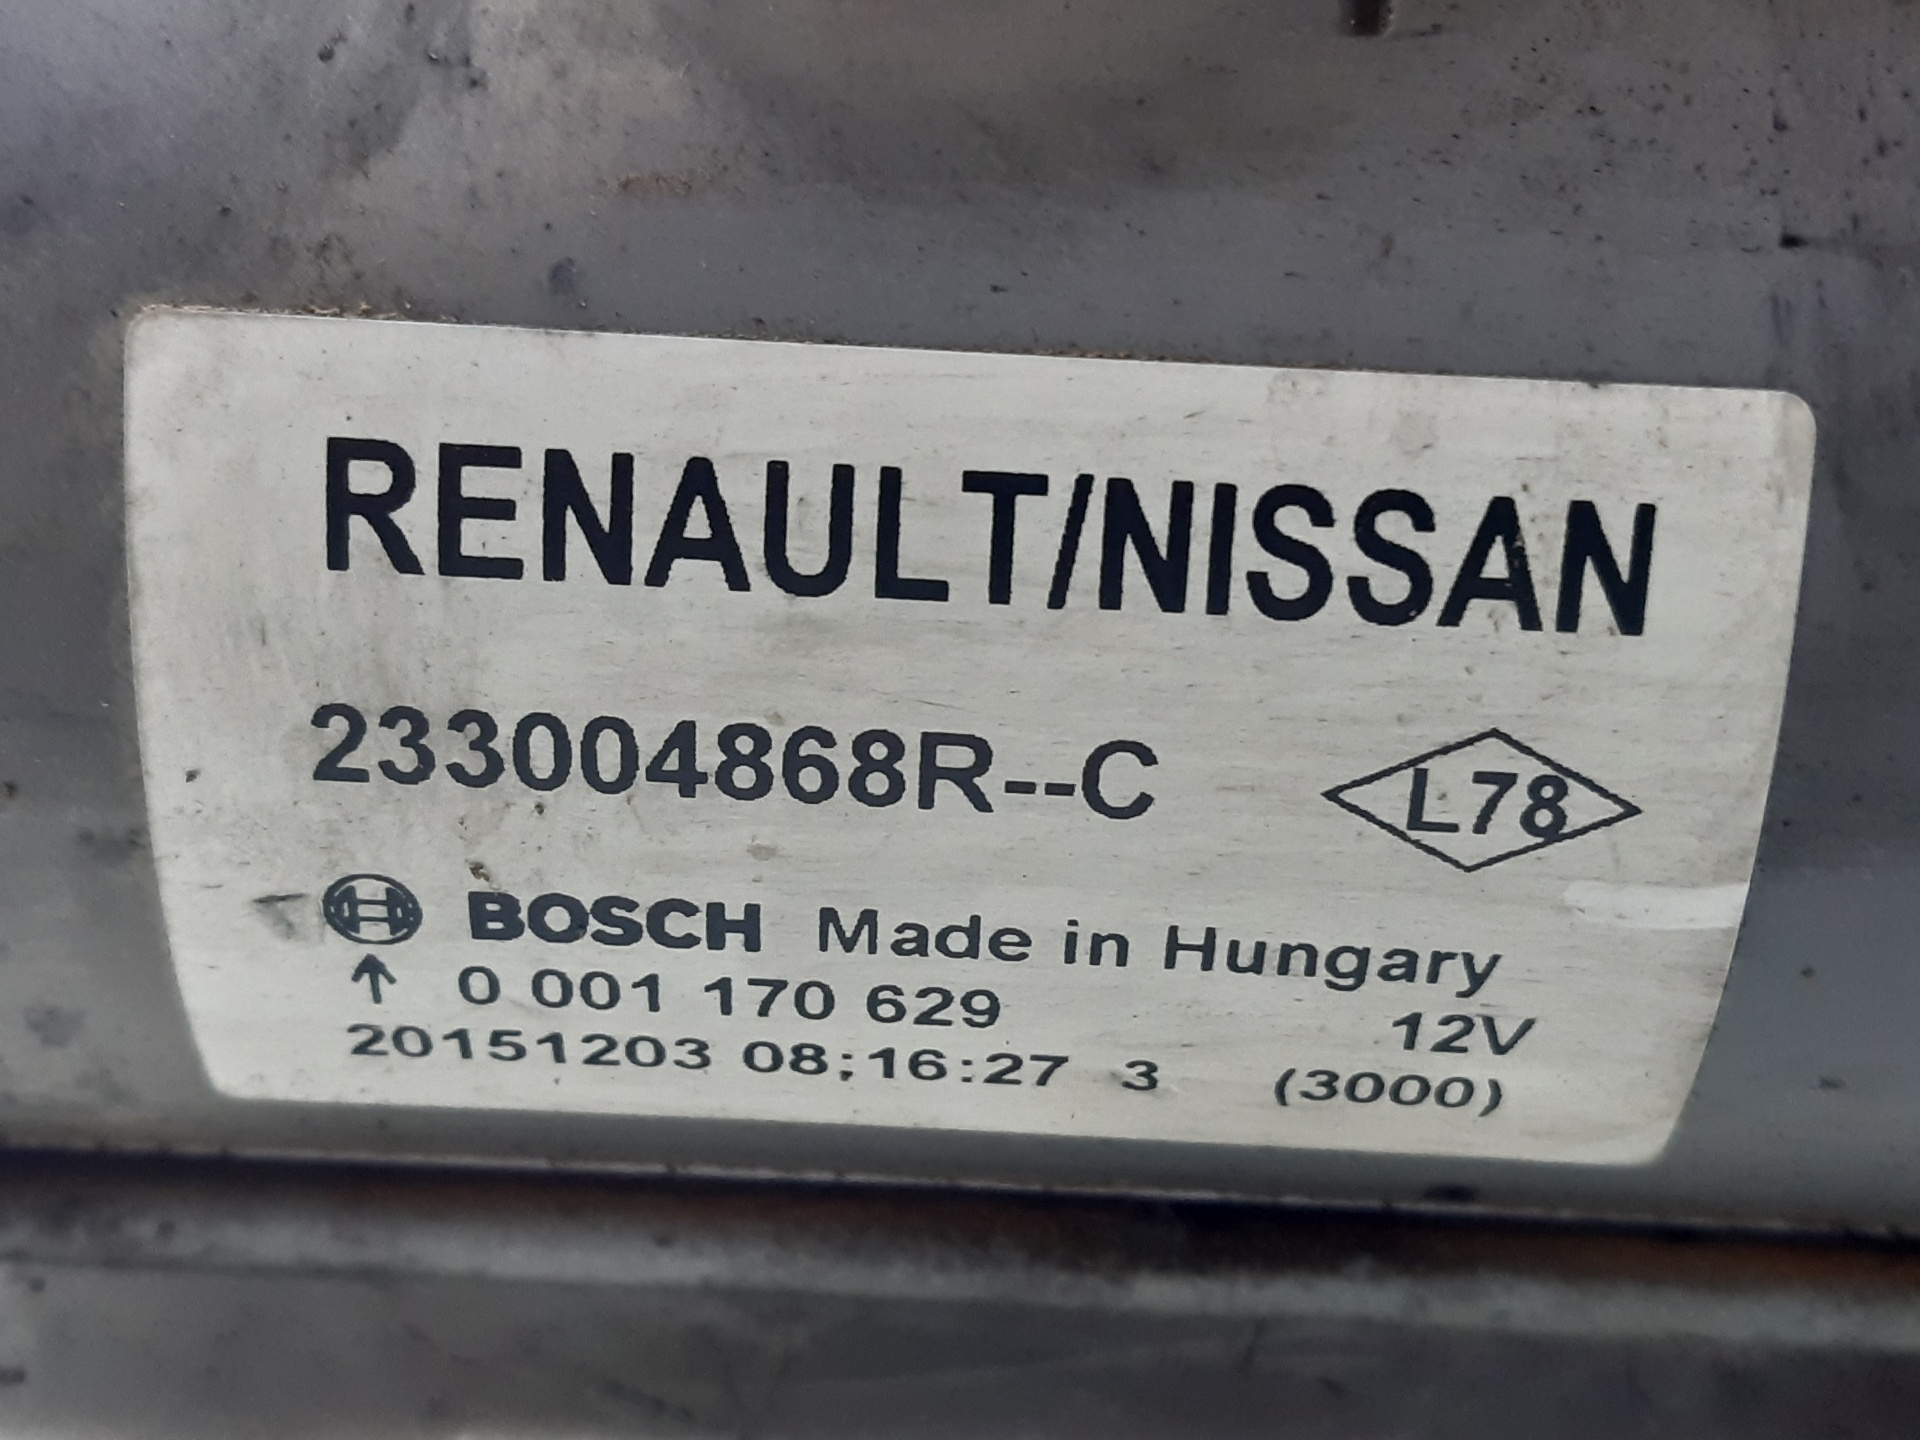 RENAULT/NISSAN
233004868R--C L78
BOSCH Made in Hungary
↑ 0 001 170 629 12V
20151203 08:16:27 3 (3000)